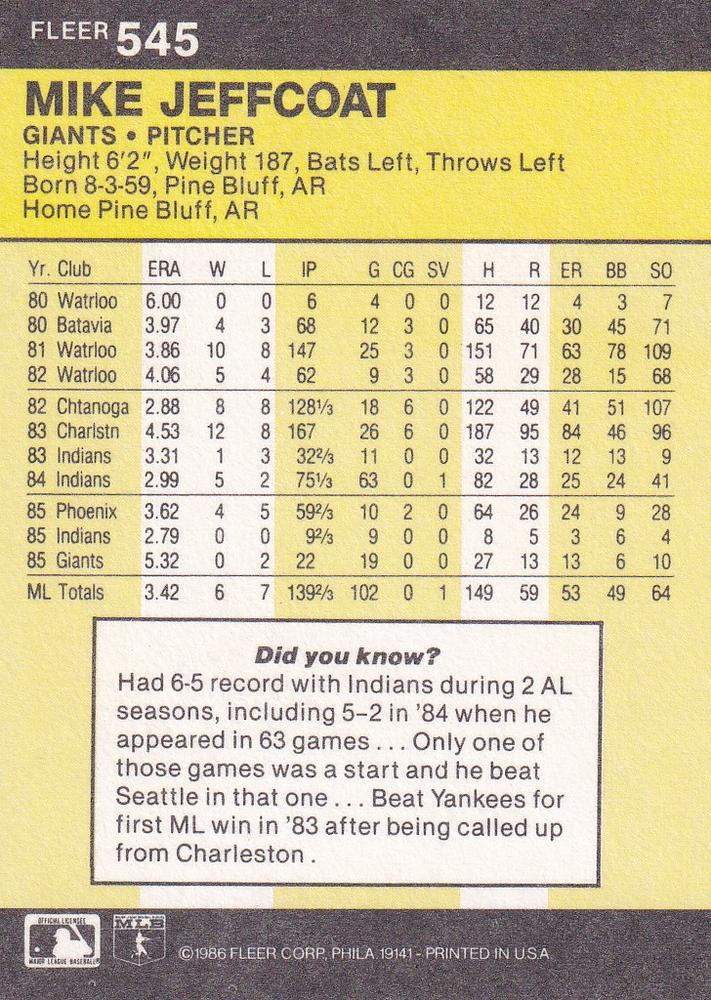 FLEER 545
MIKE JEFFCOAT
GIANTS • PITCHER
Height 6'2", Weight 187, Bats Left, Throws Left
Born 8-3-59, Pine Bluff, AR
Home Pine Bluff, AR
Yr. Club ERA W L IP G CG SV H R ER BB SO
80 Watrloo 6.00 0 0 6 4 0 0 12 12 4 3 7
80 Batavia 3.97 4 3 68 12 3 0 65 40 30 45 71
81 Watrloo 3.86 10 8 147 25 3 0 151 71 63 78 109
82 Watrloo 4.06 5 4 62 9 3 0 58 29 28 15 68
82 Chtanoga 2.88 8 8 128⅓ 18 6 0 122 49 41 51 107
83 Charlstn 4.53 12 8 167 26 6 0 187 95 84 46 96
83 Indians 3.31 1 3 32⅔ 11 0 0 32 13 12 13 9
84 Indians 2.99 5 2 75⅓ 63 0 1 82 28 25 24 41
85 Phoenix 3.62 4 5 59⅔ 10 2 0 64 26 24 9 28
85 Indians 2.79 0 0 9⅔ 9 0 0 8 5 3 6 4
85 Giants 5.32 0 2 22 19 0 0 27 13 13 6 10
ML Totals 3.42 6 7 139⅔ 102 0 1 149 59 53 49 64
Did you know?
Had 6-5 record with Indians during 2 AL
seasons, including 5-2 in '84 when he
appeared in 63 games . . . Only one of
those games was a start and he beat
Seattle in that one . . . Beat Yankees for
first ML win in '83 after being called up
from Charleston .
OFFICIAL LICENSEE
MAJOR LEAGUE BASEBALL
MLB
©1986 FLEER CORP., PHILA. 19141 - PRINTED IN U.S.A.